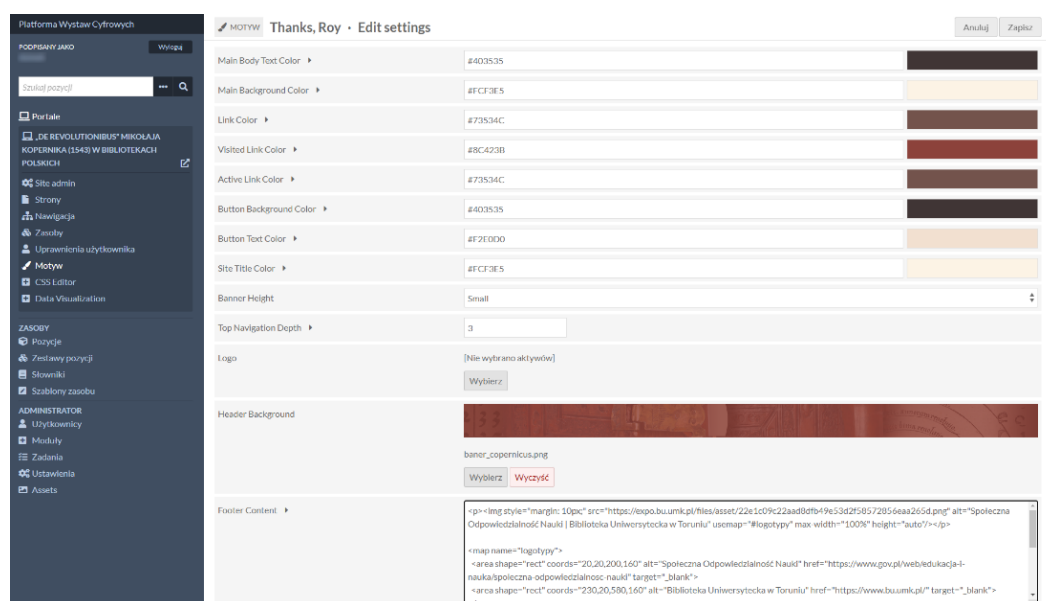 Platforma Wystaw Cyfrowych
PODPISANY JAKO
Wyloguj
Szukaj pozycji
Portale
„DE REVOLUTIONIBUS" MIKOŁAJA
KOPERNIKA (1543) W BIBLIOTEKACH
POLSKICH
Site admin
Strony
Nawigacja
Zasoby
Uprawnienia użytkownika
Motyw
CSS Editor
Data Visualization
ZASOBY
Pozycje
Zestawy pozycji
Słowniki
Szablony zasobu
ADMINISTRATOR
Użytkownicy
Moduły
Zadania
Ustawienia
Assets
MOTYW Thanks, Roy · Edit settings
Anuluj Zapisz
Main Body Text Color #403535
Main Background Color #FCF3E5
Link Color #73534C
Visited Link Color #8C423B
Active Link Color #73534C
Button Background Color #403535
Button Text Color #F2E0D0
Site Title Color #FCF3E5
Banner Height Small
Top Navigation Depth 3
Logo [Nie wybrano aktywów]
Wybierz
Header Background
baner_copernicus.png
Wybierz Wyczyść
Footer Content
<p><img style="margin: 10px;" src="https://expo.bu.umk.pl/files/asset/22e1c09c22aad8dfb49e53d2f58572856eaa265d.png" alt="Społeczna
Odpowiedzialność Nauki | Biblioteka Uniwersytecka w Toruniu" usemap="#logotypy" max-width="100%" height="auto"/></p>
<map name="logotypy">
<area shape="rect" coords="20,20,200,160" alt="Społeczna Odpowiedzialność Nauki" href="https://www.gov.pl/web/edukacja-i-
nauka/spoleczna-odpowiedzialnosc-nauki" target="_blank">
<area shape="rect" coords="230,20,580,160" alt="Biblioteka Uniwersytecka w Toruniu" href="https://www.bu.umk.pl/" target="_blank">